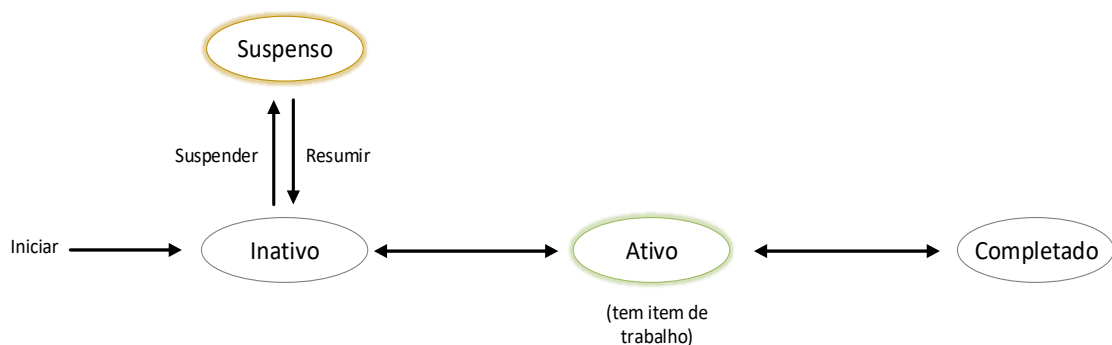 Suspenso
Suspender
Resumir
Iniciar
Inativo
Ativo
Completado
(tem item de
trabalho)